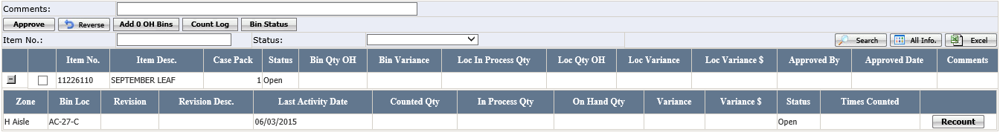 Comments:
Approve Reverse Add 0 OH Bins Count Log Bin Status
Item No.: Status: Search All Info. Excel
Item No. Item Desc. Case Pack Status Bin Qty OH Bin Variance Loc In Process Qty Loc Qty OH Loc Variance Loc Variance $ Approved By Approved Date Comments
11226110 SEPTEMBER LEAF 1 Open
Zone Bin Loc Revision Revision Desc. Last Activity Date Counted Qty In Process Qty On Hand Qty Variance Variance $ Status Times Counted
H Aisle AC-27-C 06/03/2015 Open Recount